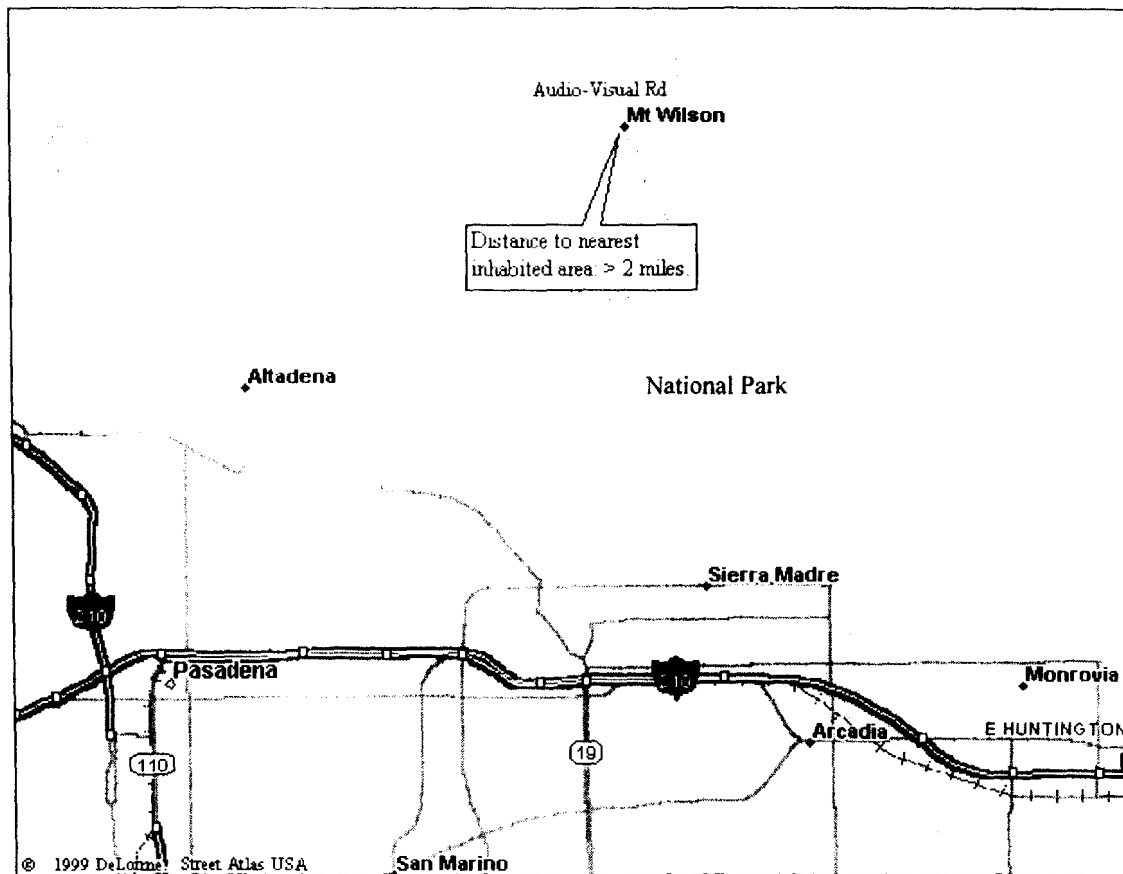 Audio-Visual Rd
Mt Wilson
Distance to nearest
inhabited area: > 2 miles.
Altadena
National Park
Sierra Madre
Pasadena
Monrovia
E HUNTINGTON
Arcadia
19
110
© 1999 DeLorme. Street Atlas USA
San Marino